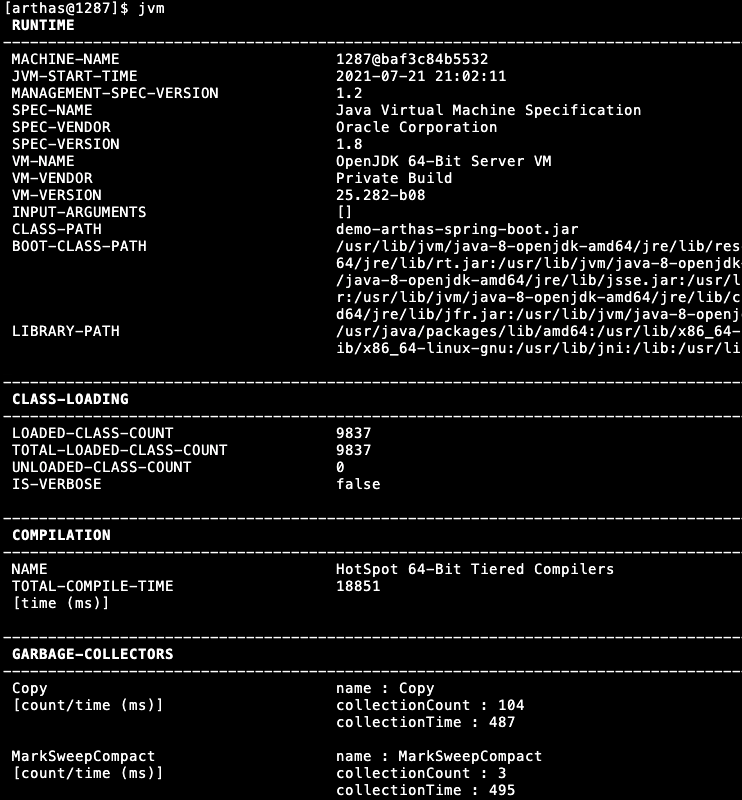 [arthas@1287]$ jvm
RUNTIME
MACHINE-NAME 1287@baf3c84b5532
JVM-START-TIME 2021-07-21 21:02:11
MANAGEMENT-SPEC-VERSION 1.2
SPEC-NAME Java Virtual Machine Specification
SPEC-VENDOR Oracle Corporation
SPEC-VERSION 1.8
VM-NAME OpenJDK 64-Bit Server VM
VM-VENDOR Private Build
VM-VERSION 25.282-b08
INPUT-ARGUMENTS []
CLASS-PATH demo-arthas-spring-boot.jar
BOOT-CLASS-PATH /usr/lib/jvm/java-8-openjdk-amd64/jre/lib/res
64/jre/lib/rt.jar:/usr/lib/jvm/java-8-openjdk
/java-8-openjdk-amd64/jre/lib/jsse.jar:/usr/l
r:/usr/lib/jvm/java-8-openjdk-amd64/jre/lib/c
d64/jre/lib/jfr.jar:/usr/lib/jvm/java-8-openj
LIBRARY-PATH /usr/java/packages/lib/amd64:/usr/lib/x86_64-
ib/x86_64-linux-gnu:/usr/lib/jni:/lib:/usr/li
CLASS-LOADING
LOADED-CLASS-COUNT 9837
TOTAL-LOADED-CLASS-COUNT 9837
UNLOADED-CLASS-COUNT 0
IS-VERBOSE false
COMPILATION
NAME HotSpot 64-Bit Tiered Compilers
TOTAL-COMPILE-TIME 18851
[time (ms)]
GARBAGE-COLLECTORS
Copy name : Copy
[count/time (ms)] collectionCount : 104
collectionTime : 487
MarkSweepCompact name : MarkSweepCompact
[count/time (ms)] collectionCount : 3
collectionTime : 495